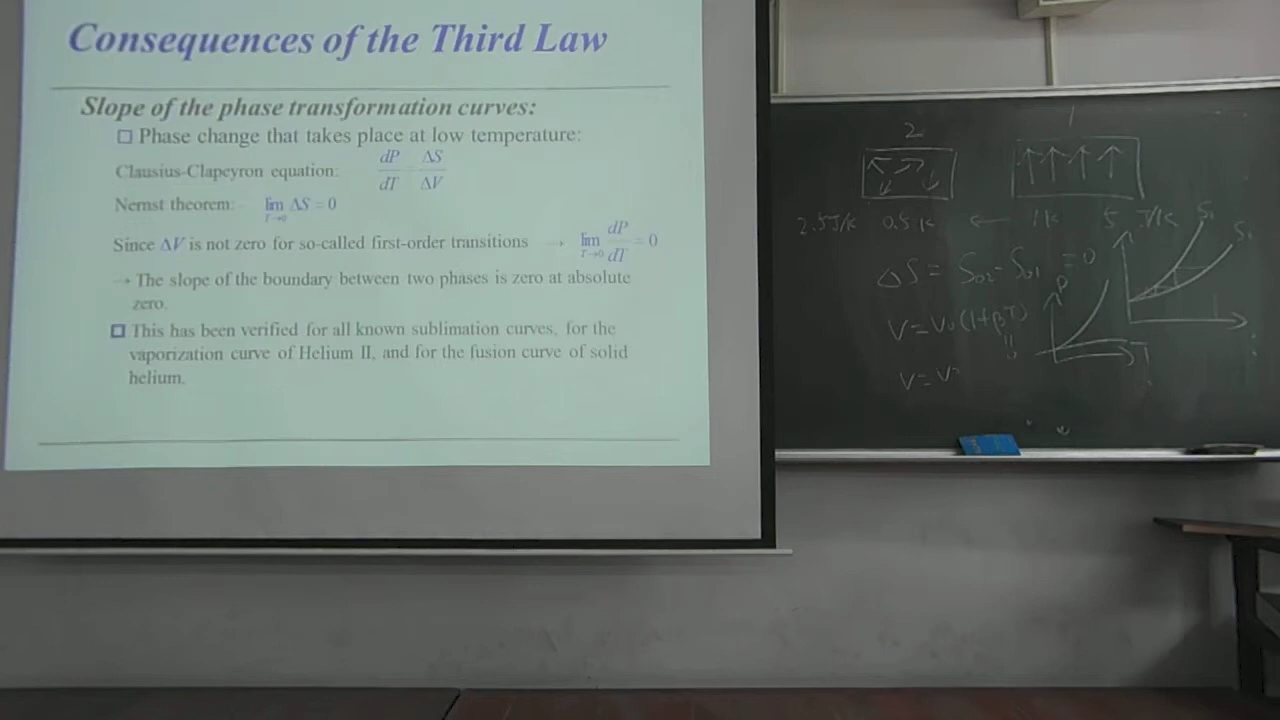 Consequences of the Third Law
Slope of the phase transformation curves:
Phase change that takes place at low temperature:
Clausius-Clapeyron equation: dP/dT ΔS/ΔV
Nernst theorem: lim T→0 ΔS = 0
Since ΔV is not zero for so-called first-order transitions → lim T→0 dP/dT = 0
→ The slope of the boundary between two phases is zero at absolute
zero.
This has been verified for all known sublimation curves, for the
vaporization curve of Helium II, and for the fusion curve of solid
helium.
2 1
2.5J/K 0.5K ← 1K 5 J/K
ΔS = S02 - S01 = 0
V = V0(1+βT)
P
T
V = V